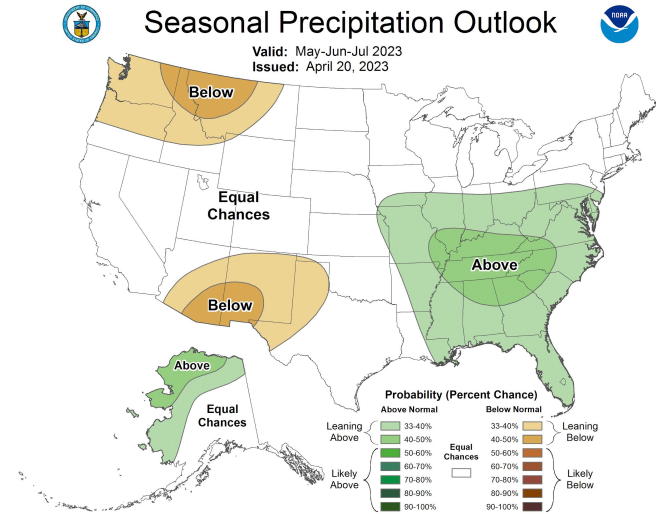 Seasonal Precipitation Outlook
NOAA
Valid: May-Jun-Jul 2023
Issued: April 20, 2023
Below
Equal
Chances
Above
Below
Above
Equal
Chances
Probability (Percent Chance)
Above Normal
Below Normal
Leaning
Above
33-40%
40-50%
Likely
Above
50-60%
60-70%
70-80%
80-90%
90-100%
Equal
Chances
33-40%
40-50%
Leaning
Below
50-60%
60-70%
70-80%
80-90%
90-100%
Likely
Below